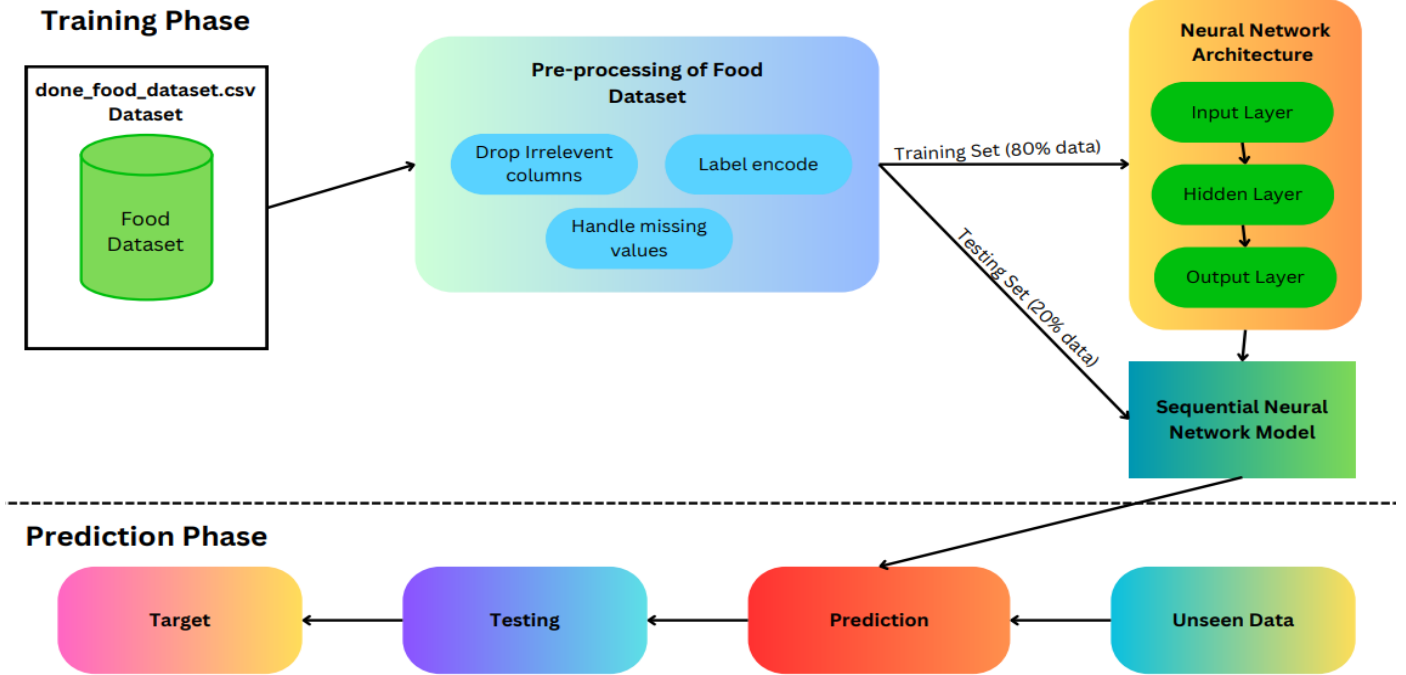 Training Phase
done_food_dataset.csv
Dataset
Food
Dataset
Pre-processing of Food
Dataset
Drop Irrelevent
columns
Label encode
Handle missing
values
Training Set (80% data)
Testing Set (20% data)
Neural Network
Architecture
Input Layer
Hidden Layer
Output Layer
Sequential Neural
Network Model
Prediction Phase
Target
Testing
Prediction
Unseen Data